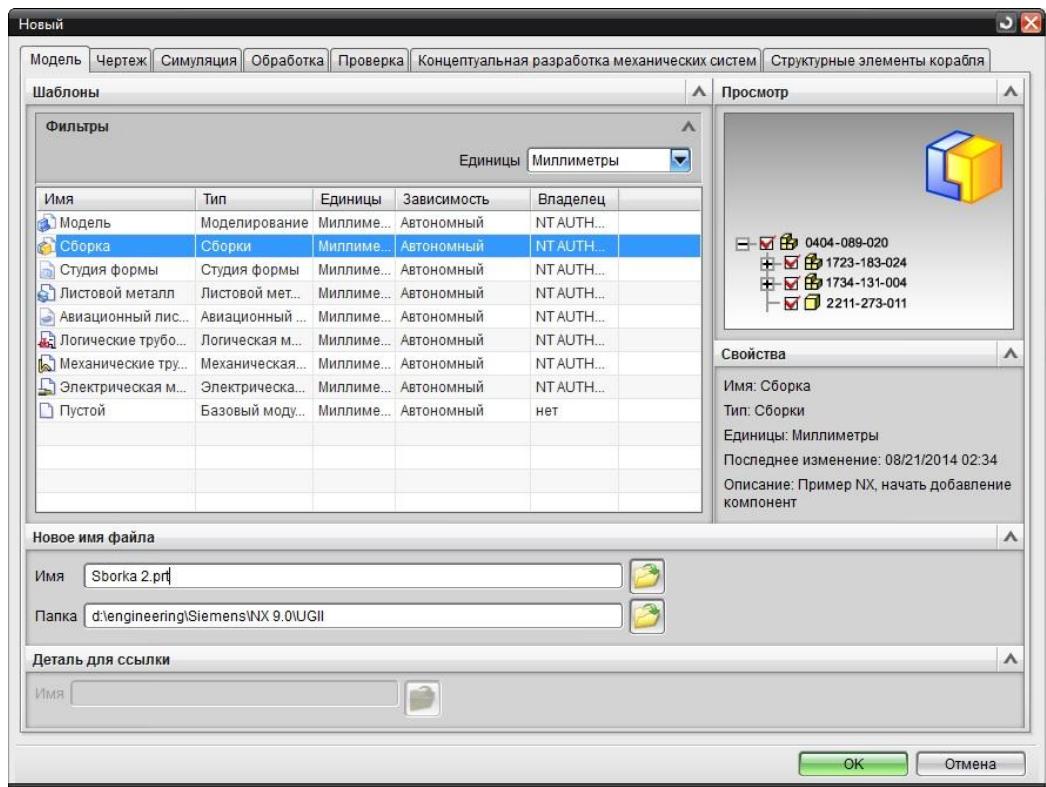 Новый
Модель Чертеж Симуляция Обработка Проверка Концептуальная разработка механических систем Структурные элементы корабля
Шаблоны
Фильтры
Единицы Миллиметры
Имя Тип Единицы Зависимость Владелец
Модель Моделирование Миллиме... Автономный NT AUTH...
Сборка Сборки Миллиме... Автономный NT AUTH...
Студия формы Студия формы Миллиме... Автономный NT AUTH...
Листовой металл Листовой мет... Миллиме... Автономный NT AUTH...
Авиационный лис... Авиационный ... Миллиме... Автономный NT AUTH...
Логические трубо... Логическая м... Миллиме... Автономный NT AUTH...
Механические тру... Механическая... Миллиме... Автономный NT AUTH...
Электрическая м... Электрическа... Миллиме... Автономный NT AUTH...
Пустой Базовый моду... Миллиме... Автономный нет
Просмотр
0404-089-020
1723-183-024
1734-131-004
2211-273-011
Свойства
Имя: Сборка
Тип: Сборки
Единицы: Миллиметры
Последнее изменение: 08/21/2014 02:34
Описание: Пример NX, начать добавление
компонент
Новое имя файла
Имя Sborka 2.prt
Папка d:\engineering\Siemens\NX 9.0\UGII
Деталь для ссылки
Имя
OK Отмена